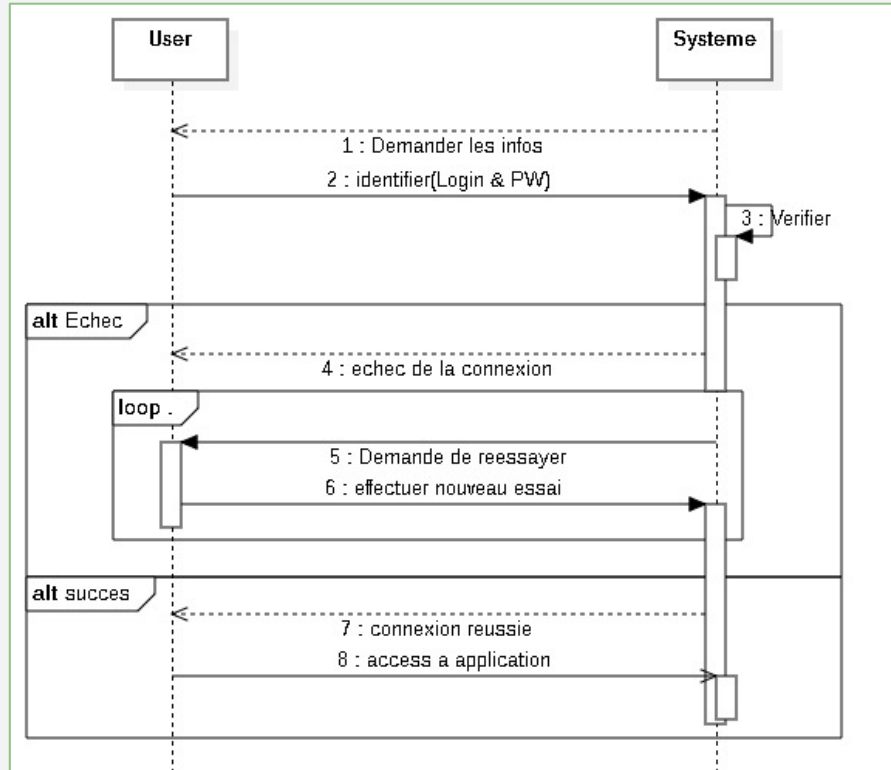 User
Systeme
1 : Demander les infos
2 : identifier(Login & PW)
3 : Verifier
alt Echec
4 : echec de la connexion
loop .
5 : Demande de reessayer
6 : effectuer nouveau essai
alt succes
7 : connexion reussie
8 : access a application